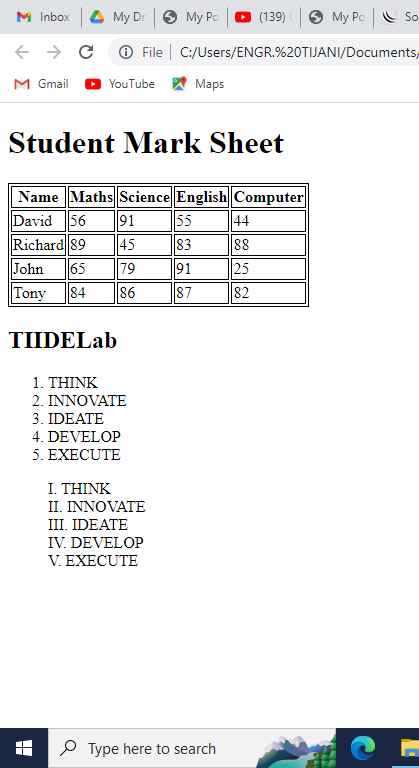 Inbox My Dr My Po (139) My Po So
File C:/Users/ENGR.%20TIJANI/Documents/
Gmail YouTube Maps
Student Mark Sheet
Name Maths Science English Computer
David 56 91 55 44
Richard 89 45 83 88
John 65 79 91 25
Tony 84 86 87 82
TIIDELab
1. THINK
2. INNOVATE
3. IDEATE
4. DEVELOP
5. EXECUTE
I. THINK
II. INNOVATE
III. IDEATE
IV. DEVELOP
V. EXECUTE
Type here to search